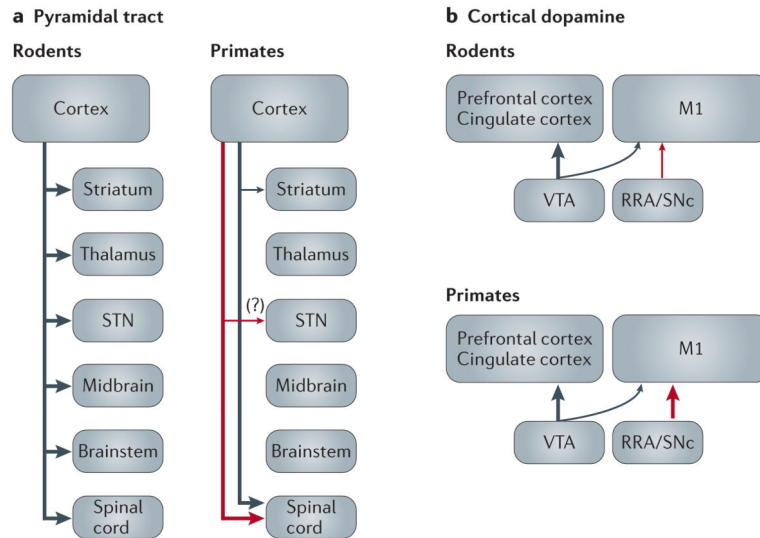 a Pyramidal tract
Rodents
Cortex
Striatum
Thalamus
STN
Midbrain
Brainstem
Spinal
cord
Primates
Cortex
Striatum
Thalamus
(?)
STN
Midbrain
Brainstem
Spinal
cord
b Cortical dopamine
Rodents
Prefrontal cortex
Cingulate cortex
M1
VTA
RRA/SNc
Primates
Prefrontal cortex
Cingulate cortex
M1
VTA
RRA/SNc